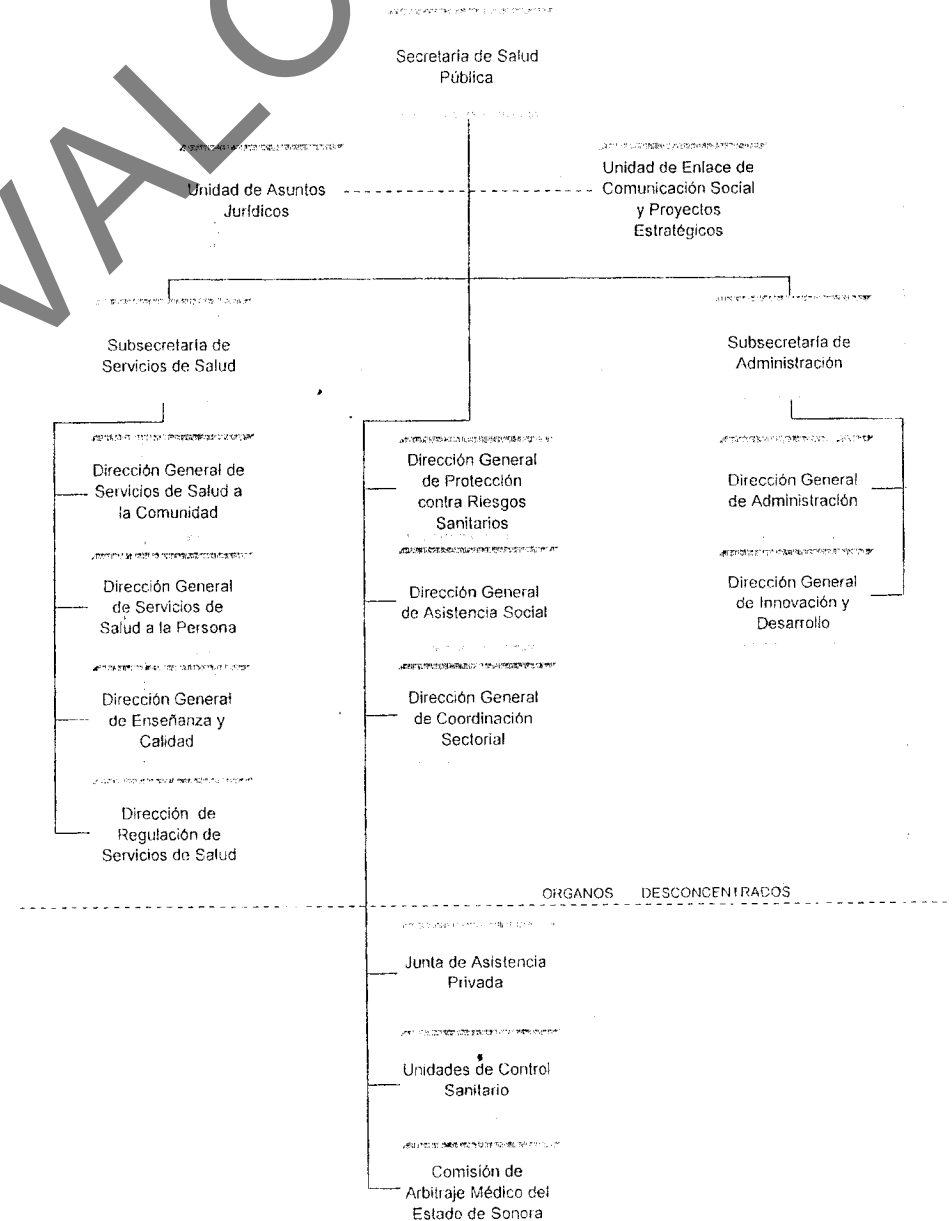 Secretaría de Salud
Pública
Unidad de Asuntos
Jurídicos
Unidad de Enlace de
Comunicación Social
y Proyectos
Estratégicos
Subsecretaría de
Servicios de Salud
Subsecretaría de
Administración
Dirección General de
Servicios de Salud a
la Comunidad
Dirección General
de Servicios de
Salud a la Persona
Dirección General
de Enseñanza y
Calidad
Dirección de
Regulación de
Servicios de Salud
Dirección General
de Protección
contra Riesgos
Sanitarios
Dirección General
de Asistencia Social
Dirección General
de Coordinación
Sectorial
Dirección General
de Administración
Dirección General
de Innovación y
Desarrollo
ORGANOS DESCONCENTRADOS
Junta de Asistencia
Privada
Unidades de Control
Sanitario
Comisión de
Arbitraje Médico del
Estado de Sonora
VALO